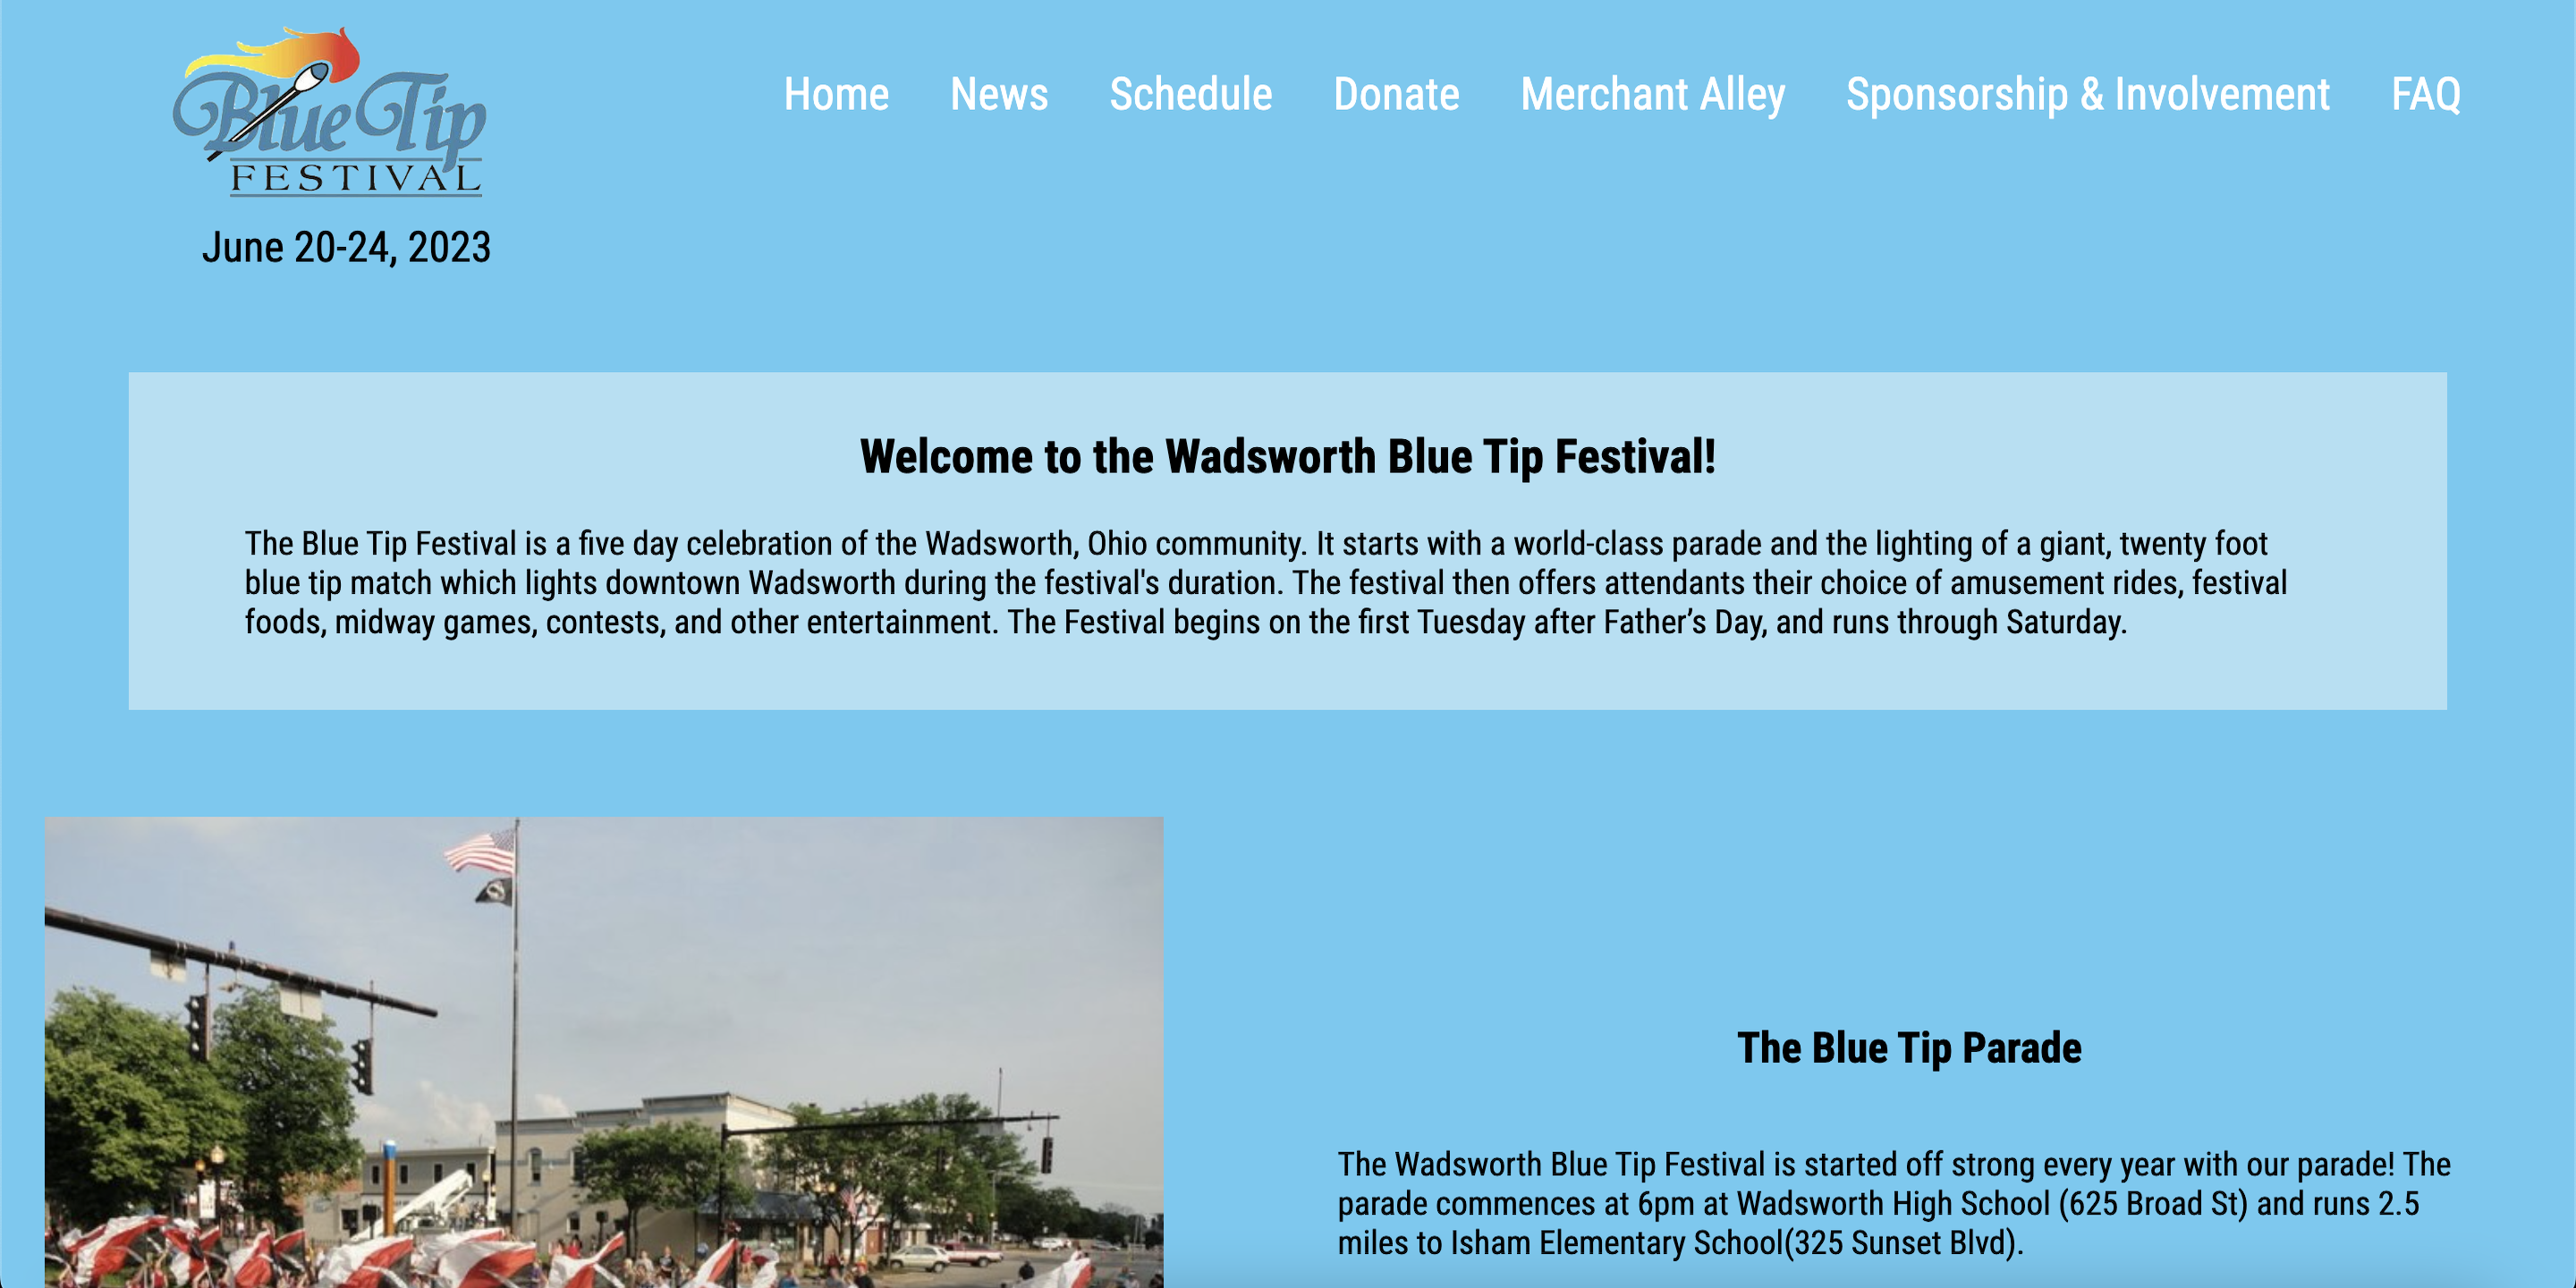 Blue Tip
FESTIVAL
June 20-24, 2023
Home News Schedule Donate Merchant Alley Sponsorship & Involvement FAQ
Welcome to the Wadsworth Blue Tip Festival!
The Blue Tip Festival is a five day celebration of the Wadsworth, Ohio community. It starts with a world-class parade and the lighting of a giant, twenty foot
blue tip match which lights downtown Wadsworth during the festival's duration. The festival then offers attendants their choice of amusement rides, festival
foods, midway games, contests, and other entertainment. The Festival begins on the first Tuesday after Father’s Day, and runs through Saturday.
The Blue Tip Parade
The Wadsworth Blue Tip Festival is started off strong every year with our parade! The
parade commences at 6pm at Wadsworth High School (625 Broad St) and runs 2.5
miles to Isham Elementary School(325 Sunset Blvd).